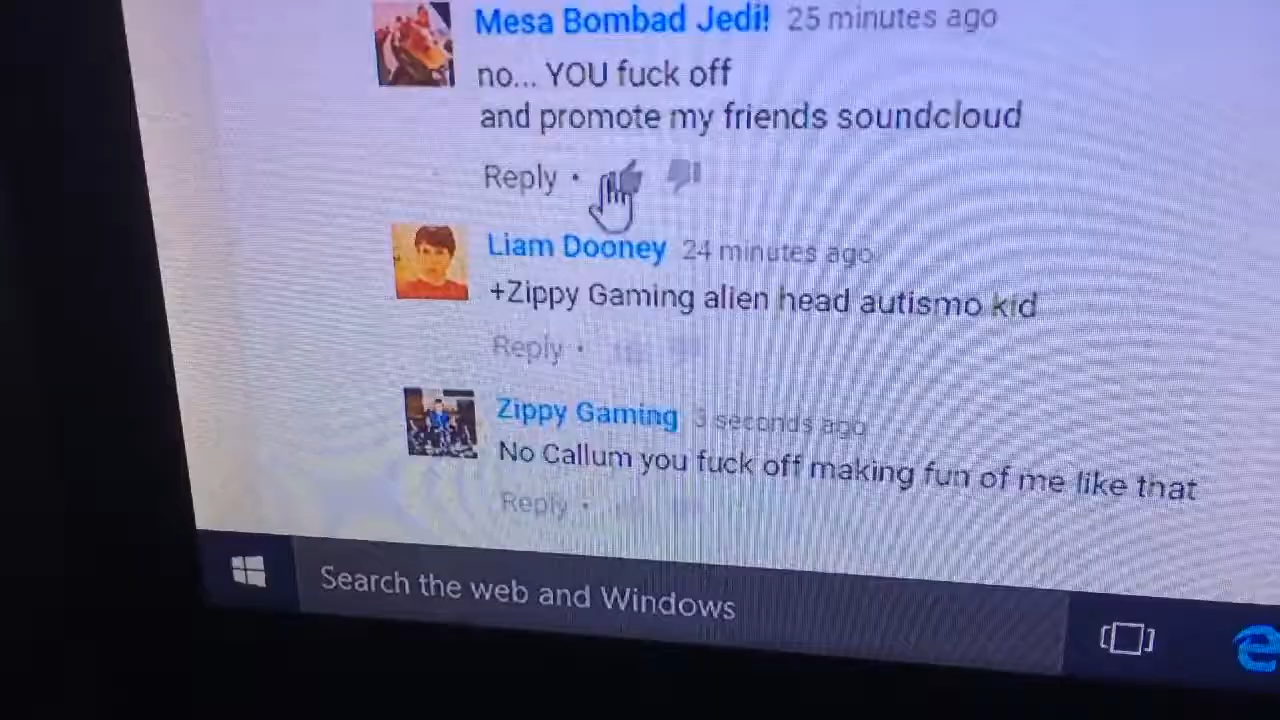 Mesa Bombad Jedi! 25 minutes ago
no... YOU fuck off
and promote my friends soundcloud
Reply •
Liam Dooney 24 minutes ago
+Zippy Gaming alien head autismo kid
Reply •
Zippy Gaming 3 seconds ago
No Callum you fuck off making fun of me like that
Reply •
Search the web and Windows